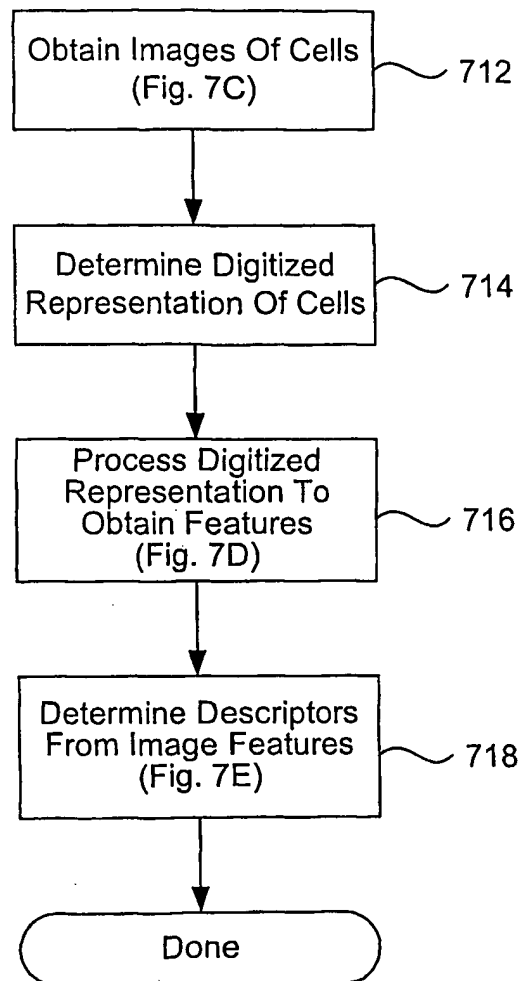 Obtain Images Of Cells
(Fig. 7C)
712
Determine Digitized
Representation Of Cells
714
Process Digitized
Representation To
Obtain Features
(Fig. 7D)
716
Determine Descriptors
From Image Features
(Fig. 7E)
718
Done